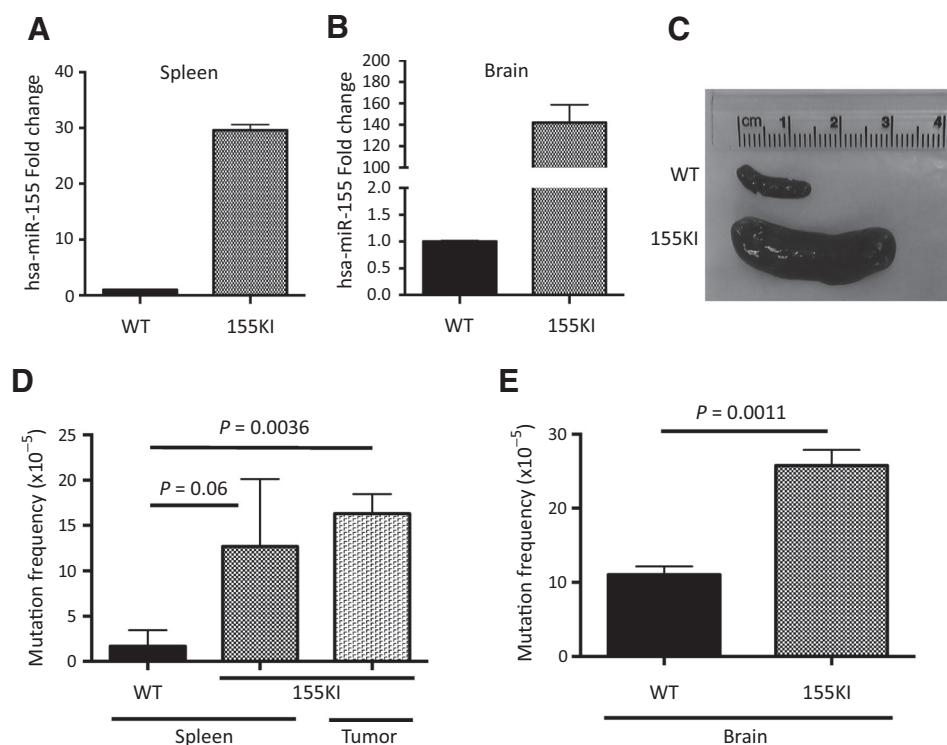 A
Spleen
hsa-miR-155 Fold change
40
30
20
10
0
WT
155KI
B
Brain
hsa-miR-155 Fold change
200
180
160
140
120
100
2.0
1.5
1.0
0.5
0.0
WT
155KI
C
cm 1 2 3 4
WT
155KI
D
Mutation frequency (x10⁻⁵)
25
20
15
10
5
0
P = 0.0036
P = 0.06
WT
155KI
Spleen
Tumor
E
Mutation frequency (x10⁻⁵)
30
20
10
0
P = 0.0011
WT
155KI
Brain